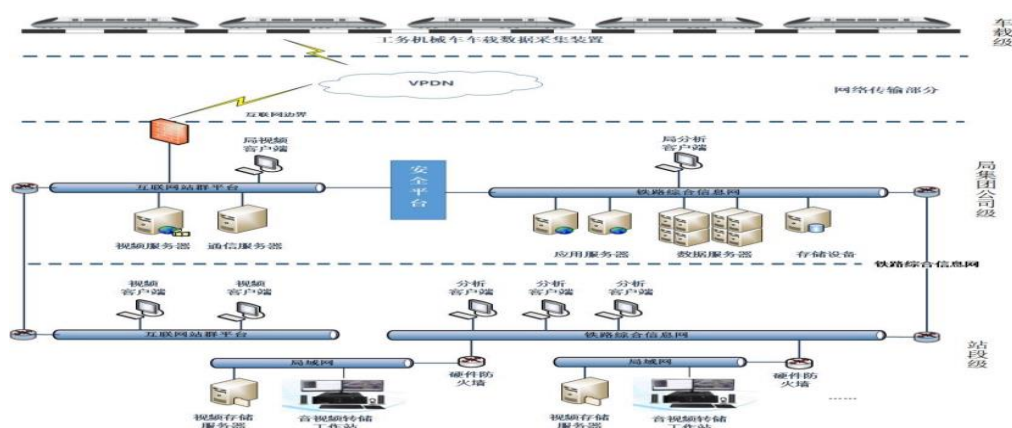 车载级
工务机械车车载数据采集装置
VPDN
网络传输部分
互联网边界
局视频
客户端
局分析
客户端
安全平台
局集团公司级
互联网站群平台
铁路综合信息网
视频服务器
通信服务器
应用服务器
数据服务器
存储设备
铁路综合信息网
视频
客户端
视频
客户端
分析
客户端
分析
客户端
分析
客户端
互联网站群平台
铁路综合信息网
站段级
局域网
硬件防
火墙
局域网
硬件防
火墙
视频存储
服务器
音视频转储
工作站
视频存储
服务器
音视频转储
工作站
……